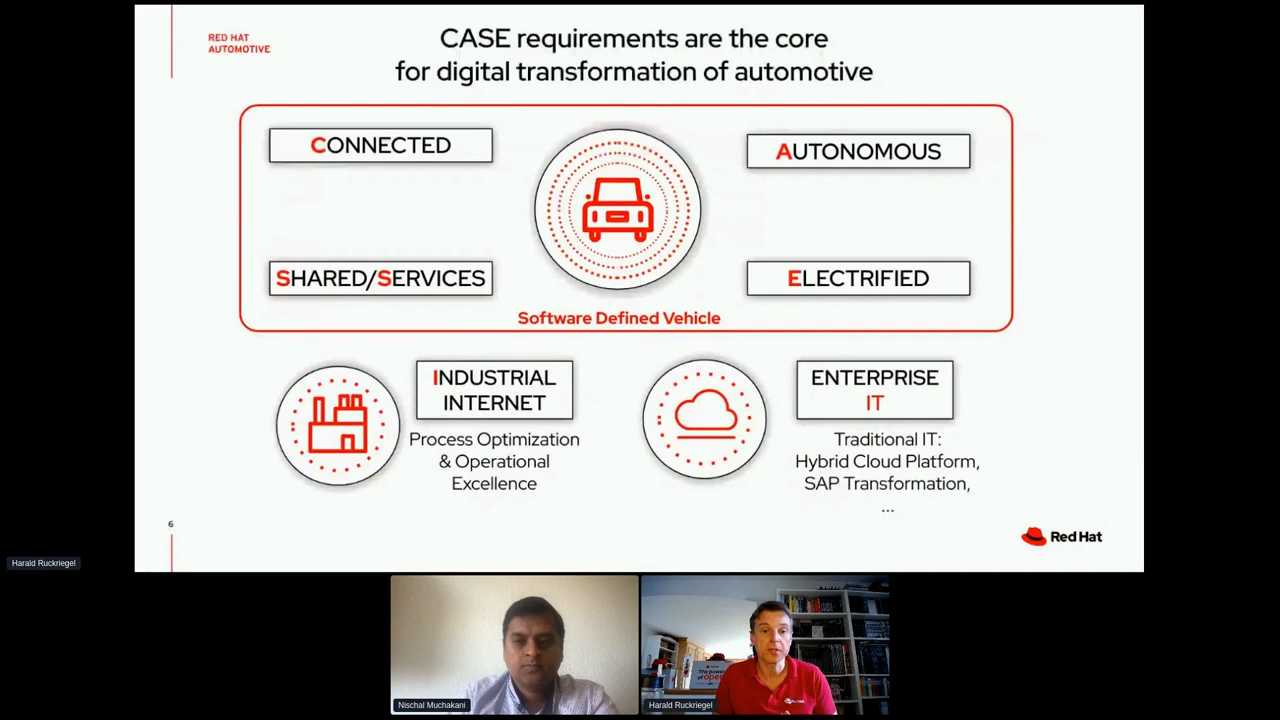 RED HAT
AUTOMOTIVE
CASE requirements are the core
for digital transformation of automotive
CONNECTED
AUTONOMOUS
SHARED/SERVICES
ELECTRIFIED
Software Defined Vehicle
INDUSTRIAL
INTERNET
Process Optimization
& Operational
Excellence
ENTERPRISE
IT
Traditional IT:
Hybrid Cloud Platform,
SAP Transformation,
...
6
Red Hat
Harald Ruckriegel
Nischal Muchakani
Harald Ruckriegel